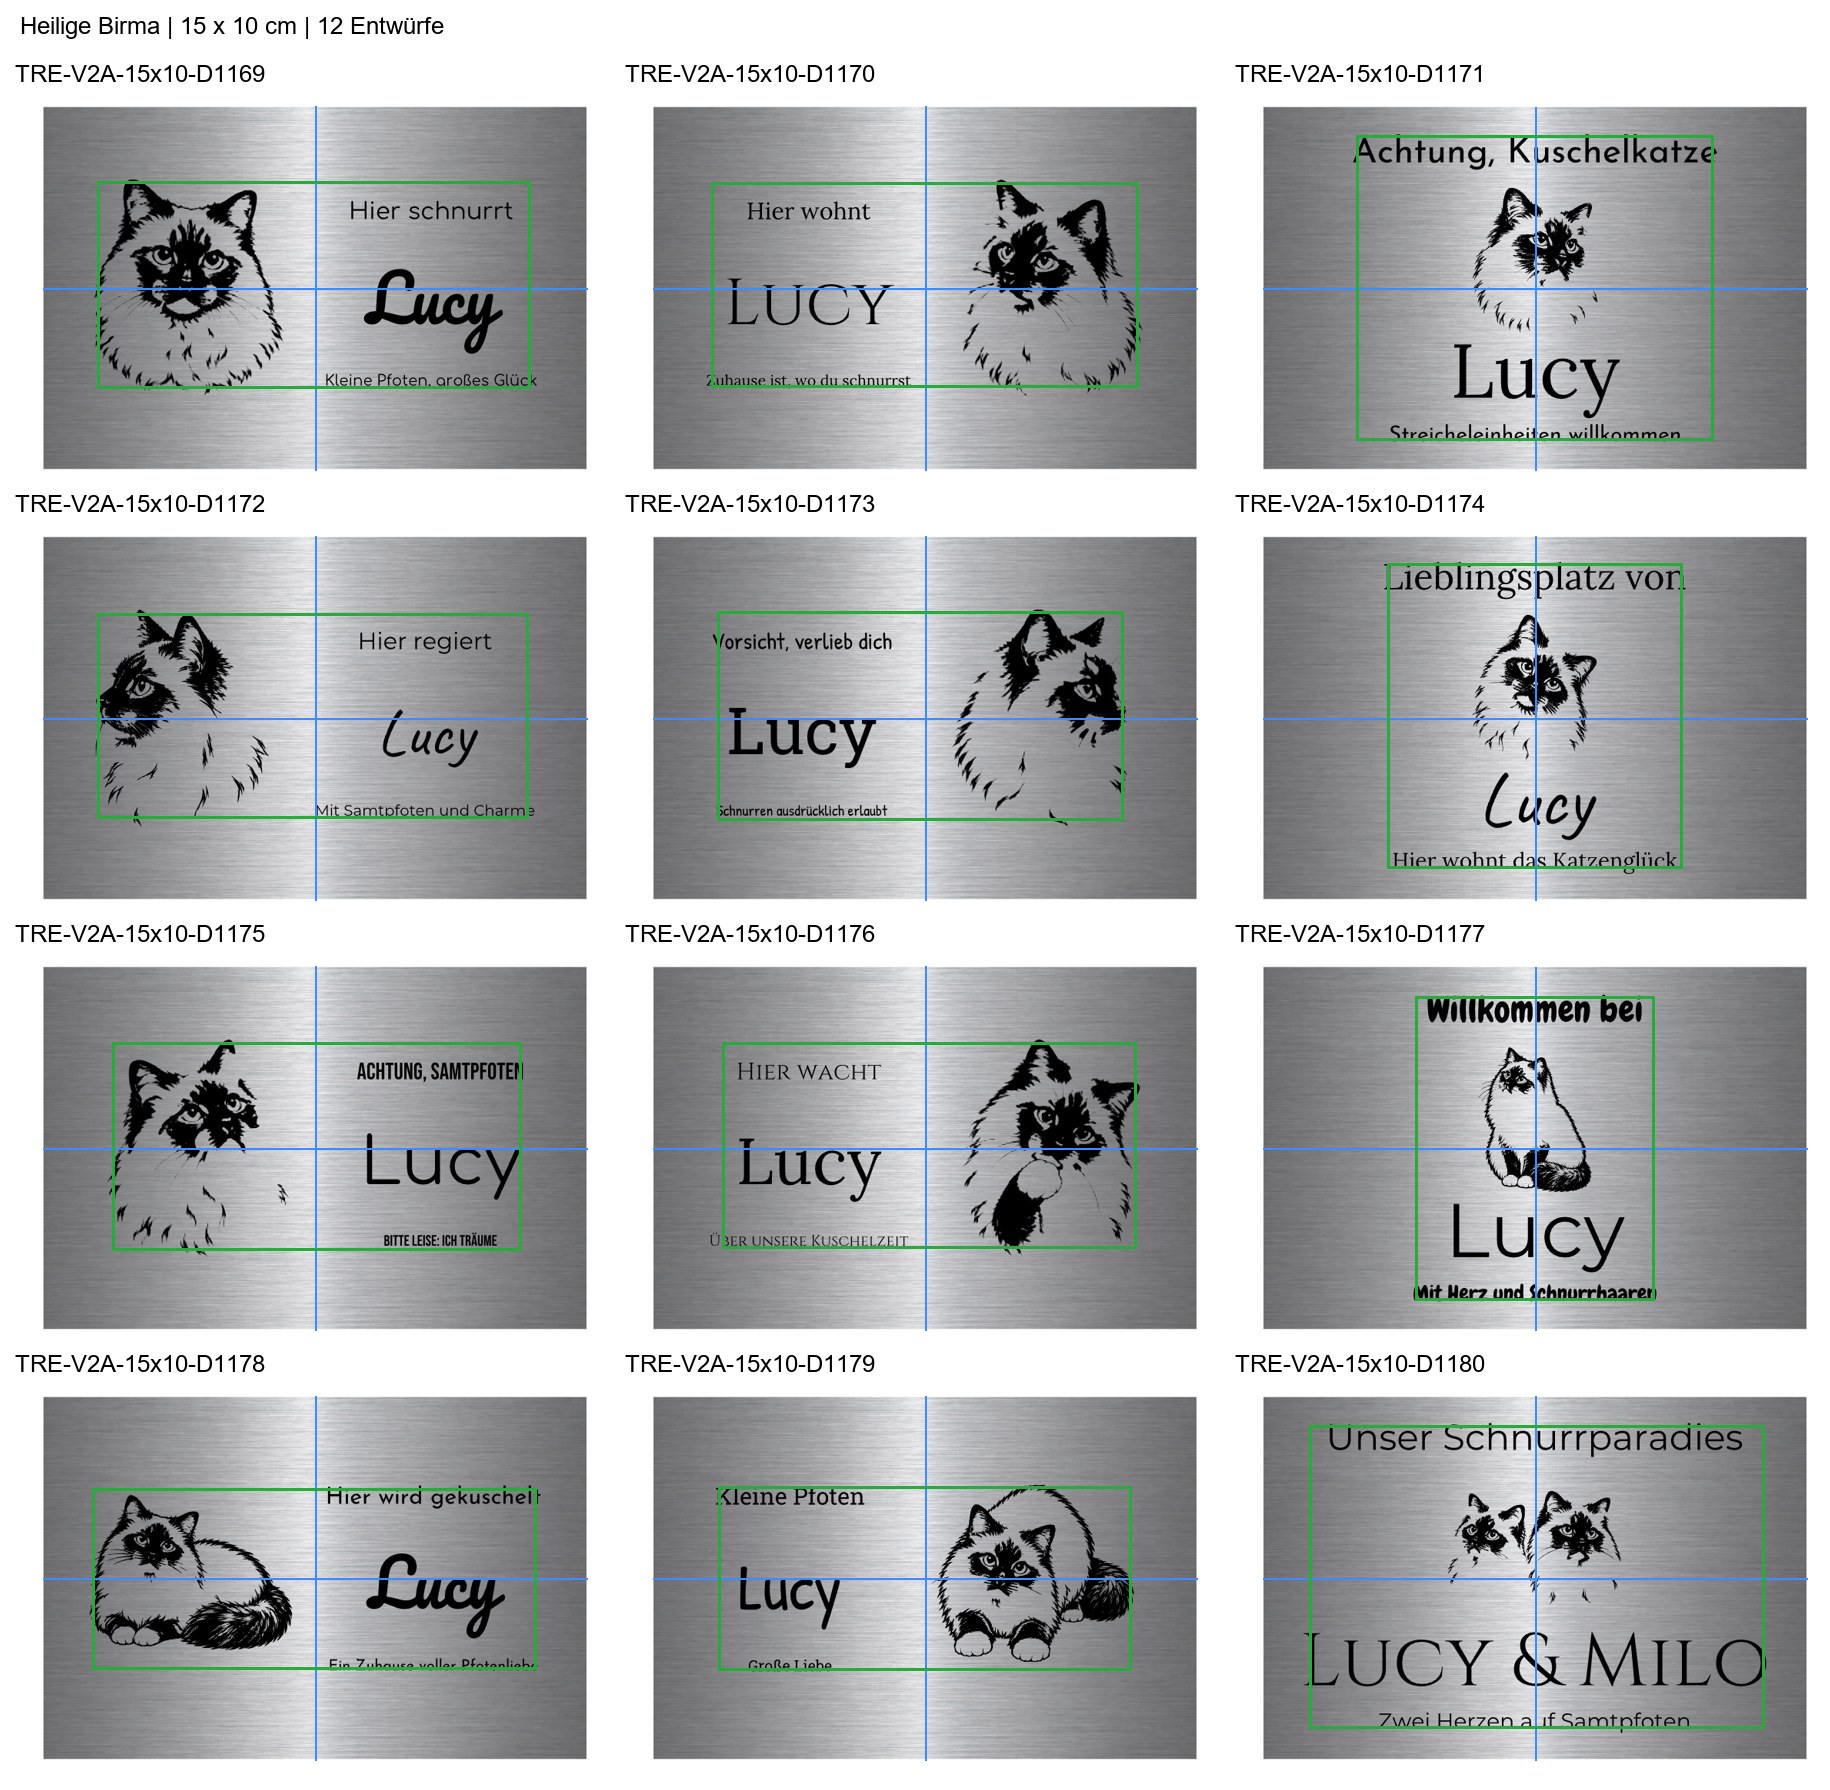 Heilige Birma | 15 x 10 cm | 12 Entwürfe
TRE-V2A-15x10-D1169
Hier schnurrt
Lucy
Kleine Pfoten, großes Glück
TRE-V2A-15x10-D1170
Hier wohnt
LUCY
Zuhause ist, wo du schnurrst
TRE-V2A-15x10-D1171
Achtung, Kuschelkatze
Lucy
Streicheleinheiten willkommen
TRE-V2A-15x10-D1172
Hier regiert
Lucy
Mit Samtpfoten und Charme
TRE-V2A-15x10-D1173
Vorsicht, verlieb dich
Lucy
Schnurren ausdrücklich erlaubt
TRE-V2A-15x10-D1174
Lieblingsplatz von
Lucy
Hier wohnt das Katzenglück
TRE-V2A-15x10-D1175
ACHTUNG, SAMTPFOTEN
Lucy
BITTE LEISE: ICH TRÄUME
TRE-V2A-15x10-D1176
HIER WACHT
Lucy
ÜBER UNSERE KUSCHELZEIT
TRE-V2A-15x10-D1177
Willkommen bei
Lucy
Mit Herz und Schnurrhaaren
TRE-V2A-15x10-D1178
Hier wird gekuschelt
Lucy
Ein Zuhause voller Pfotenliebe
TRE-V2A-15x10-D1179
Kleine Pfoten
Lucy
Große Liebe
TRE-V2A-15x10-D1180
Unser Schnurrparadies
LUCY & MILO
Zwei Herzen auf Samtpfoten